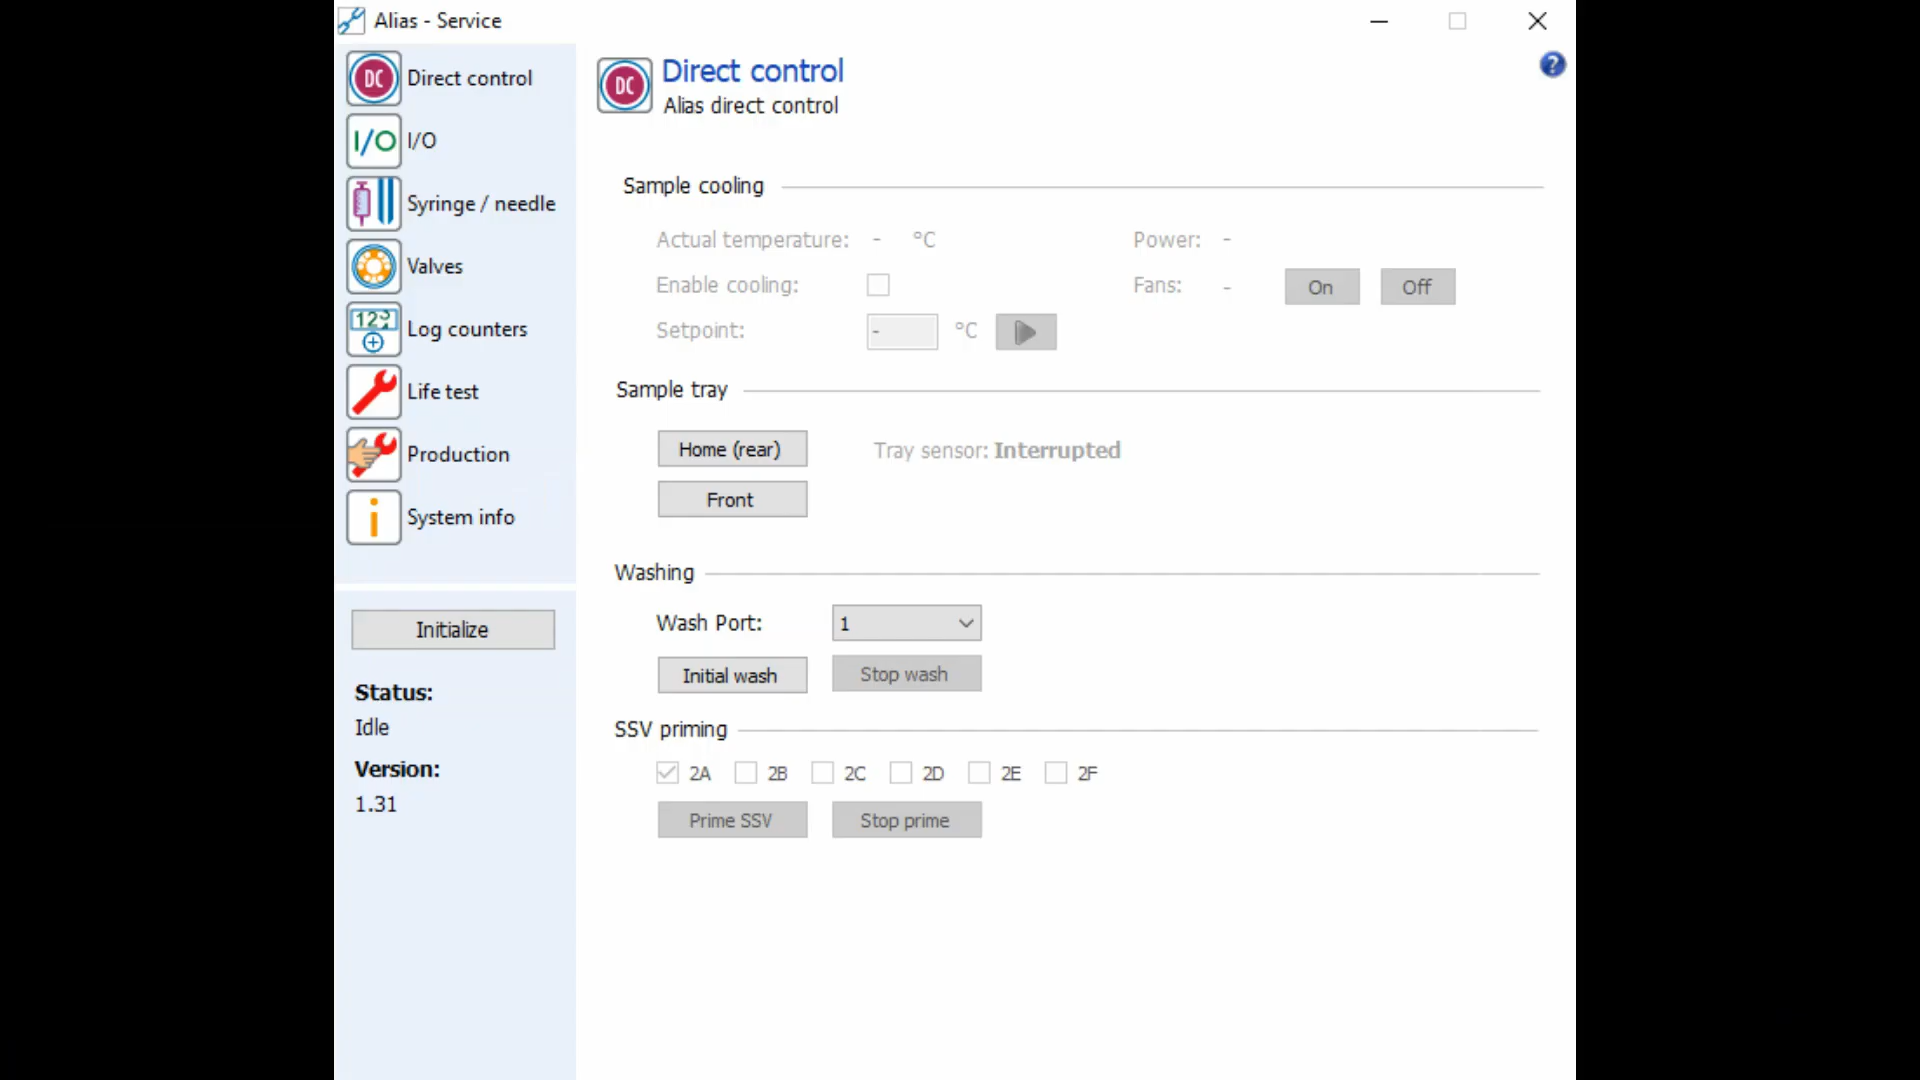 Alias - Service
DC Direct control
I/O I/O
Syringe / needle
Valves
123 Log counters
Life test
Production
i System info
Initialize
Status:
Idle
Version:
1.31
DC Direct control
Alias direct control
?
Sample cooling
Actual temperature: - °C Power: -
Enable cooling: Fans: - On Off
Setpoint: - °C
Sample tray
Home (rear) Tray sensor: Interrupted
Front
Washing
Wash Port: 1
Initial wash Stop wash
SSV priming
2A 2B 2C 2D 2E 2F
Prime SSV Stop prime